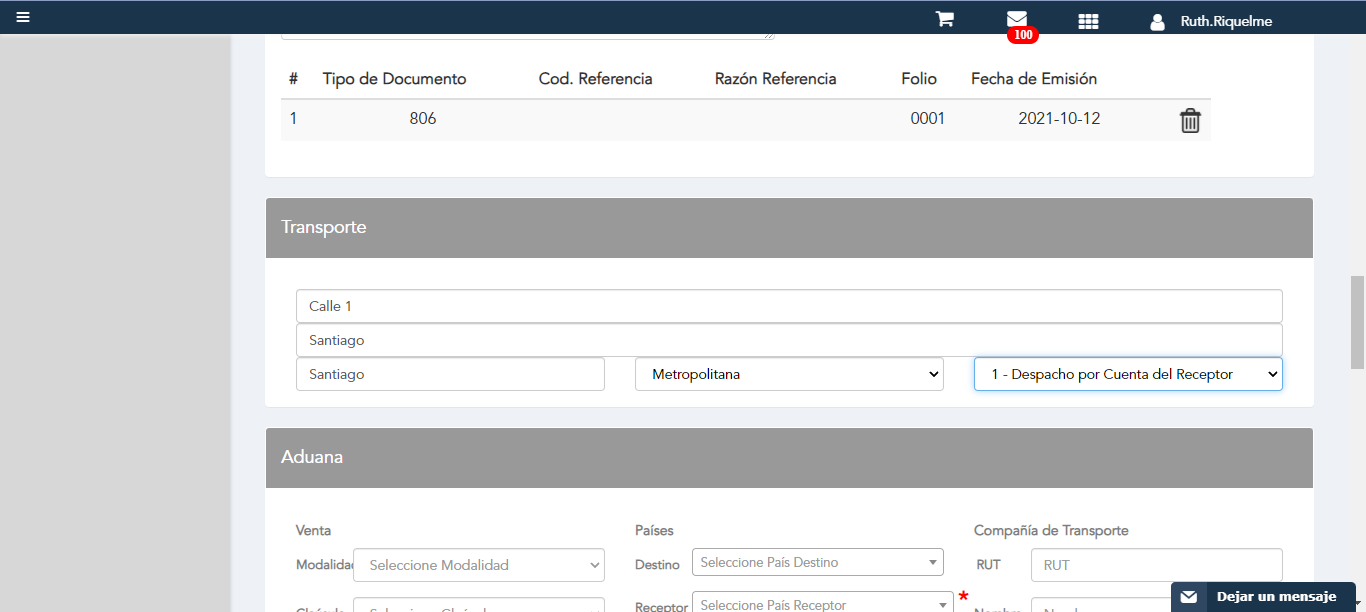 Ruth.Riquelme
100
# Tipo de Documento Cod. Referencia Razón Referencia Folio Fecha de Emisión
1 806 0001 2021-10-12
Transporte
Calle 1
Santiago
Santiago Metropolitana 1 - Despacho por Cuenta del Receptor
Aduana
Venta Países Compañía de Transporte
Modalidad Seleccione Modalidad Destino Seleccione País Destino RUT RUT
Receptor Seleccione País Receptor *
Dejar un mensaje